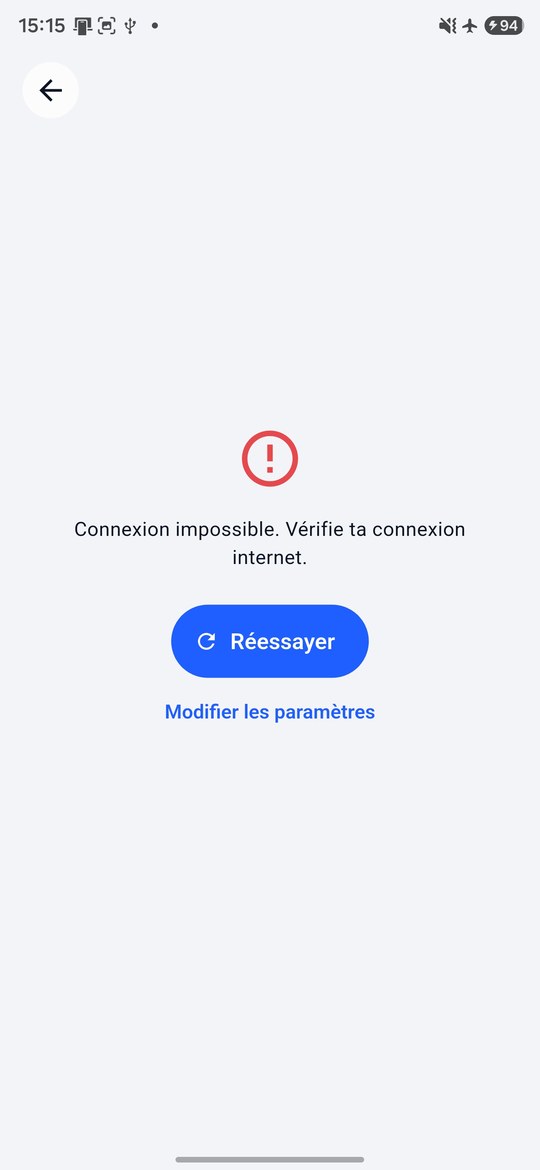 15:15
94
Connexion impossible. Vérifie ta connexion
internet.
Réessayer
Modifier les paramètres